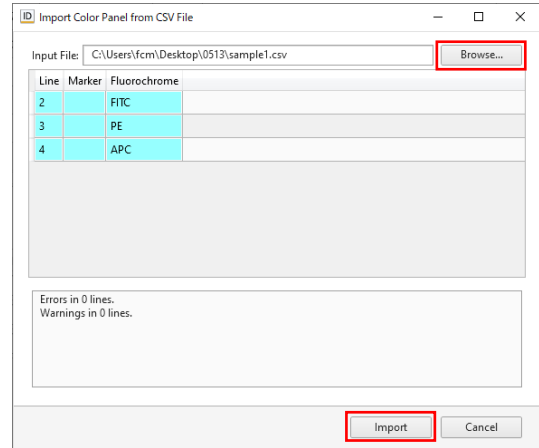 ID Import Color Panel from CSV File
Input File: C:\Users\fcm\Desktop\0513\sample1.csv Browse...
Line Marker Fluorochrome
2 FITC
3 PE
4 APC
Errors in 0 lines.
Warnings in 0 lines.
Import Cancel